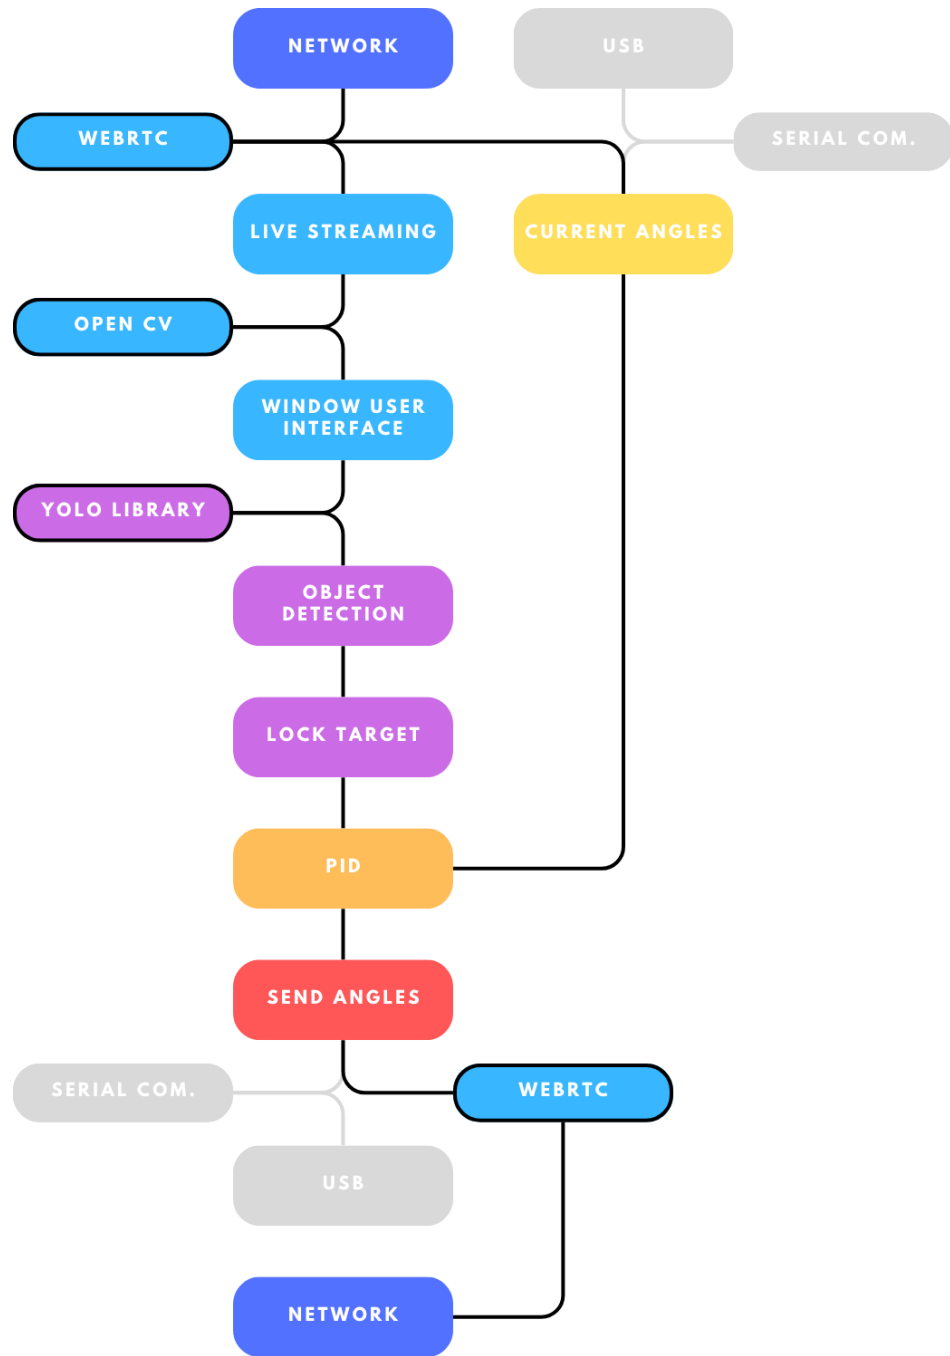 NETWORK
USB
WEBRTC
SERIAL COM.
LIVE STREAMING
CURRENT ANGLES
OPEN CV
WINDOW USER
INTERFACE
YOLO LIBRARY
OBJECT
DETECTION
LOCK TARGET
PID
SEND ANGLES
SERIAL COM.
WEBRTC
USB
NETWORK